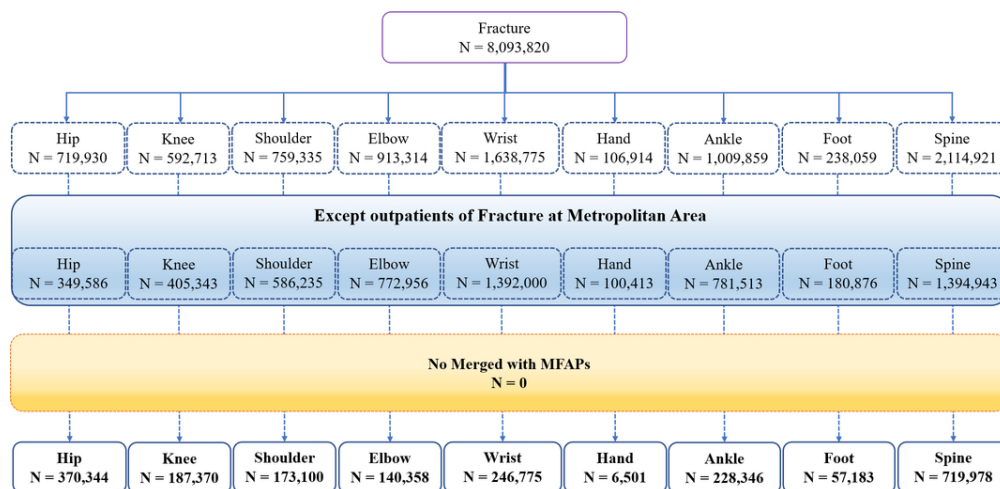 Fracture
N = 8,093,820
Hip
N = 719,930
Knee
N = 592,713
Shoulder
N = 759,335
Elbow
N = 913,314
Wrist
N = 1,638,775
Hand
N = 106,914
Ankle
N = 1,009,859
Foot
N = 238,059
Spine
N = 2,114,921
Except outpatients of Fracture at Metropolitan Area
Hip
N = 349,586
Knee
N = 405,343
Shoulder
N = 586,235
Elbow
N = 772,956
Wrist
N = 1,392,000
Hand
N = 100,413
Ankle
N = 781,513
Foot
N = 180,876
Spine
N = 1,394,943
No Merged with MFAPs
N = 0
Hip
N = 370,344
Knee
N = 187,370
Shoulder
N = 173,100
Elbow
N = 140,358
Wrist
N = 246,775
Hand
N = 6,501
Ankle
N = 228,346
Foot
N = 57,183
Spine
N = 719,978